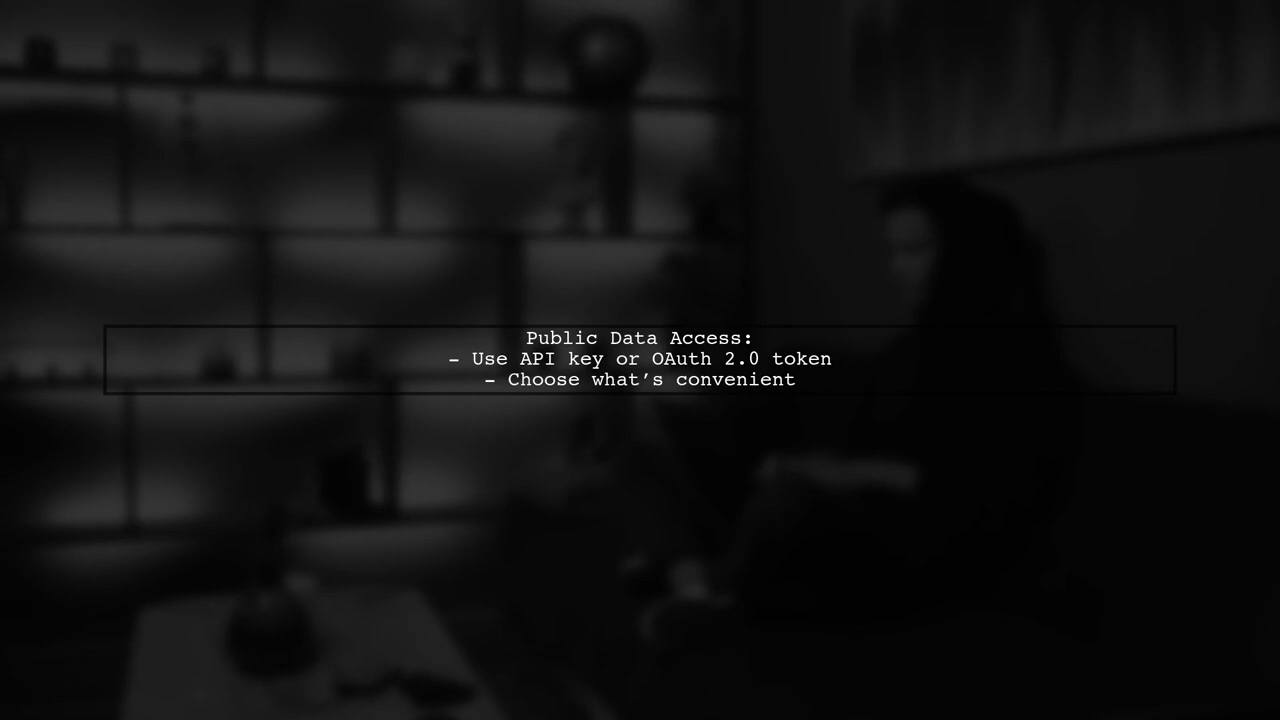 Public Data Access:
- Use API key or OAuth 2.0 token
- Choose what’s convenient